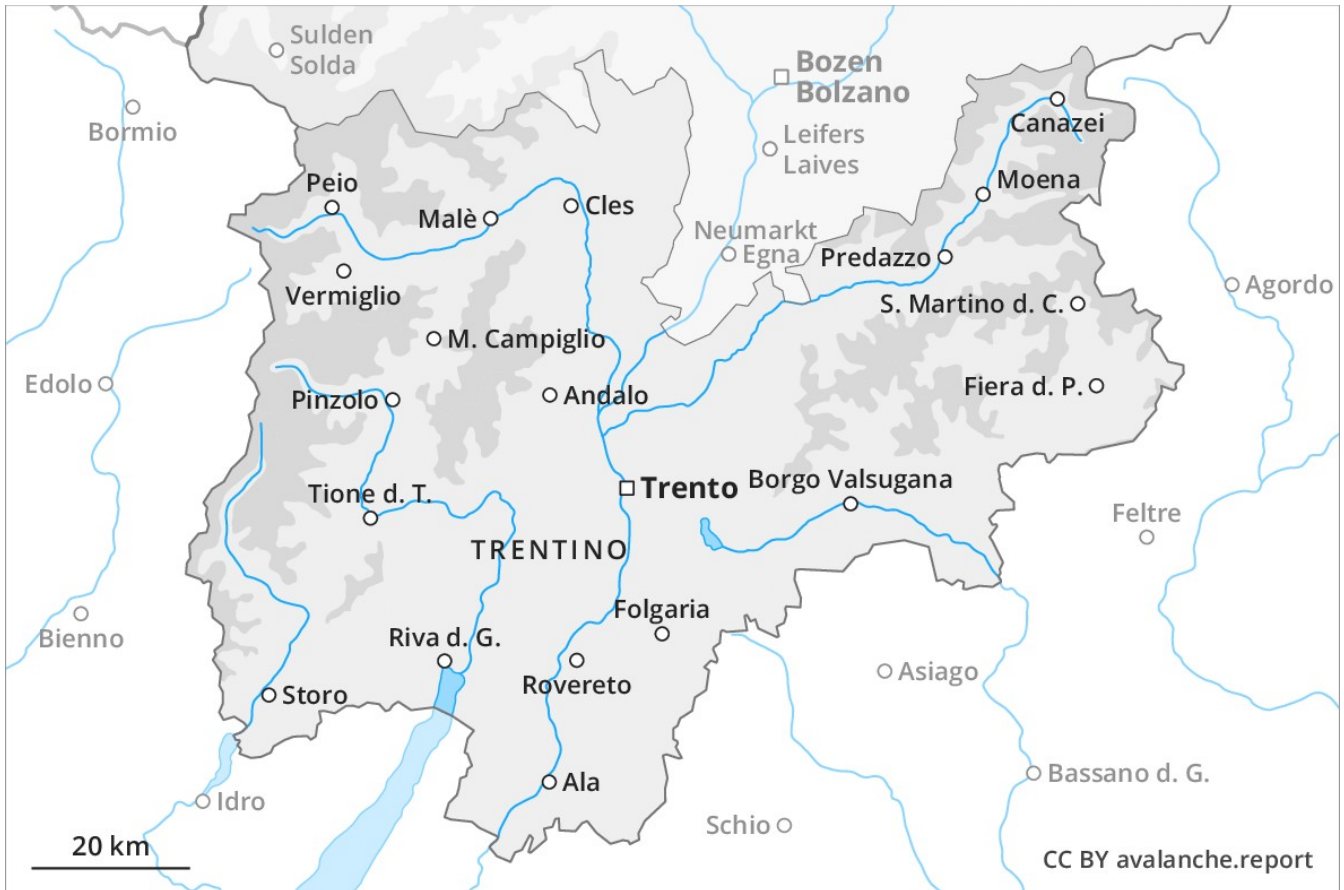 Sulden
Solda
Bozen
Bolzano
Bormio
Canazei
Leifers
Laives
Peio
Moena
Malè
Cles
Neumarkt
Egna
Predazzo
Vermiglio
Agordo
S. Martino d. C.
M. Campiglio
Edolo
Pinzolo
Andalo
Fiera d. P.
Tione d. T.
Trento
Borgo Valsugana
Feltre
TRENTINO
Folgaria
Bienno
Riva d. G.
Asiago
Rovereto
Storo
Bassano d. G.
Ala
Idro
Schio
20 km
CC BY avalanche.report